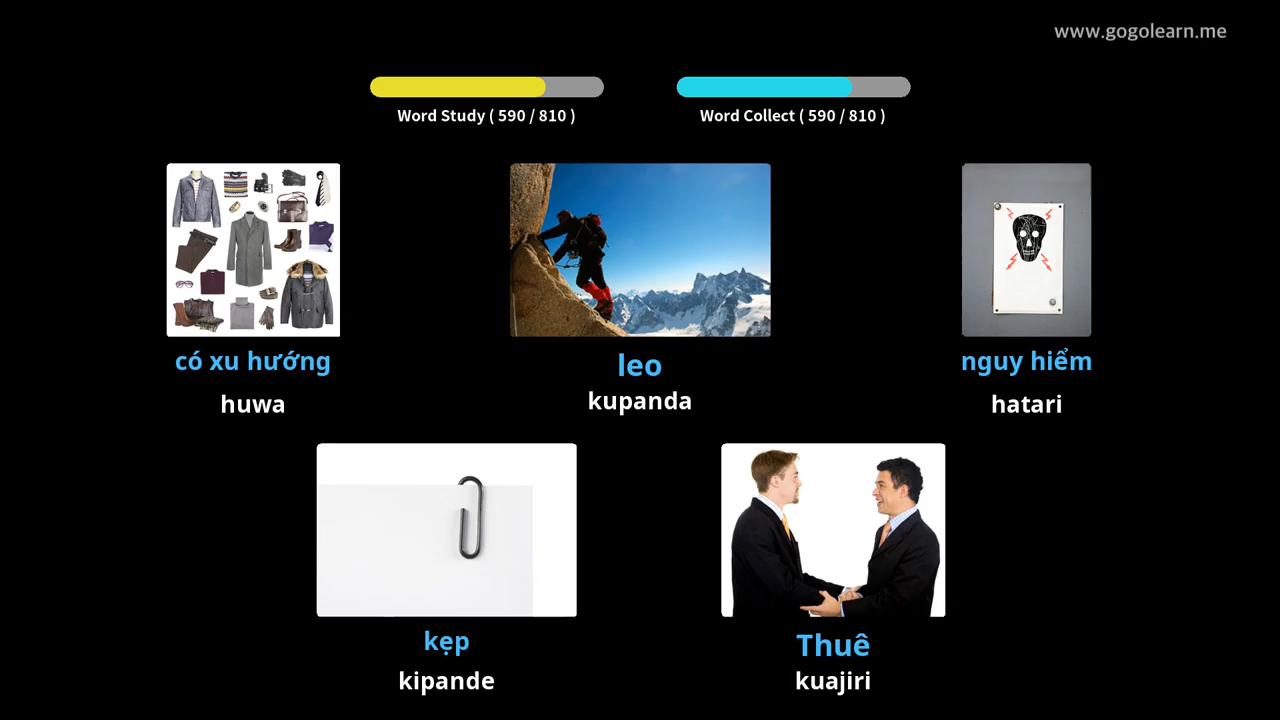 www.gogolearn.me
Word Study ( 590 / 810 )
Word Collect ( 590 / 810 )
có xu hướng
huwa
leo
kupanda
nguy hiểm
hatari
kẹp
kipande
Thuê
kuajiri